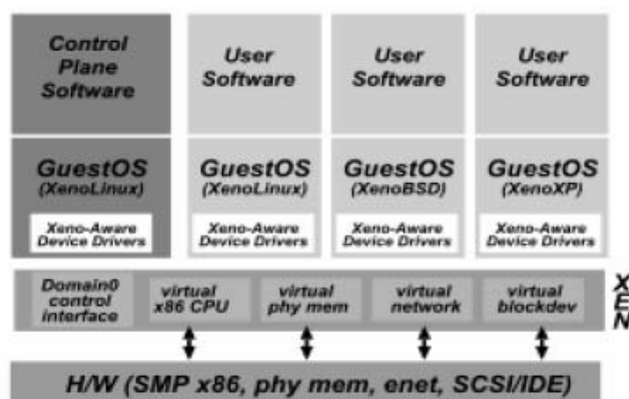 Control
Plane
Software
User
Software
User
Software
User
Software
GuestOS
(XenoLinux)
Xeno-Aware
Device Drivers
GuestOS
(XenoLinux)
Xeno-Aware
Device Drivers
GuestOS
(XenoBSD)
Xeno-Aware
Device Drivers
GuestOS
(XenoXP)
Xeno-Aware
Device Drivers
Domain0
control
interface
virtual
x86 CPU
virtual
phy mem
virtual
network
virtual
blockdev
XEN
H/W (SMP x86, phy mem, enet, SCSI/IDE)